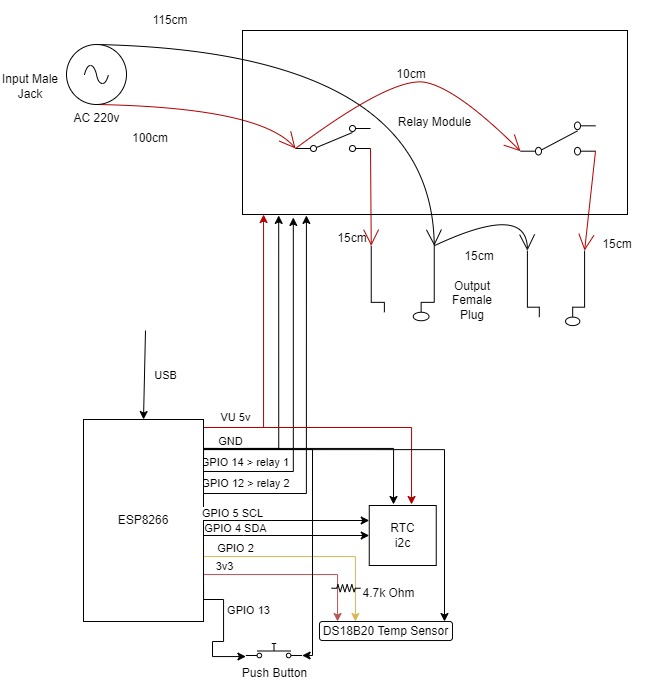 115cm
Input Male
Jack
AC 220v
100cm
10cm
Relay Module
15cm
15cm
15cm
Output
Female
Plug
USB
VU 5v
GND
GPIO 14 > relay 1
GPIO 12 > relay 2
ESP8266
GPIO 5 SCL
GPIO 4 SDA
RTC
i2c
GPIO 2
3v3
4.7k Ohm
GPIO 13
DS18B20 Temp Sensor
Push Button